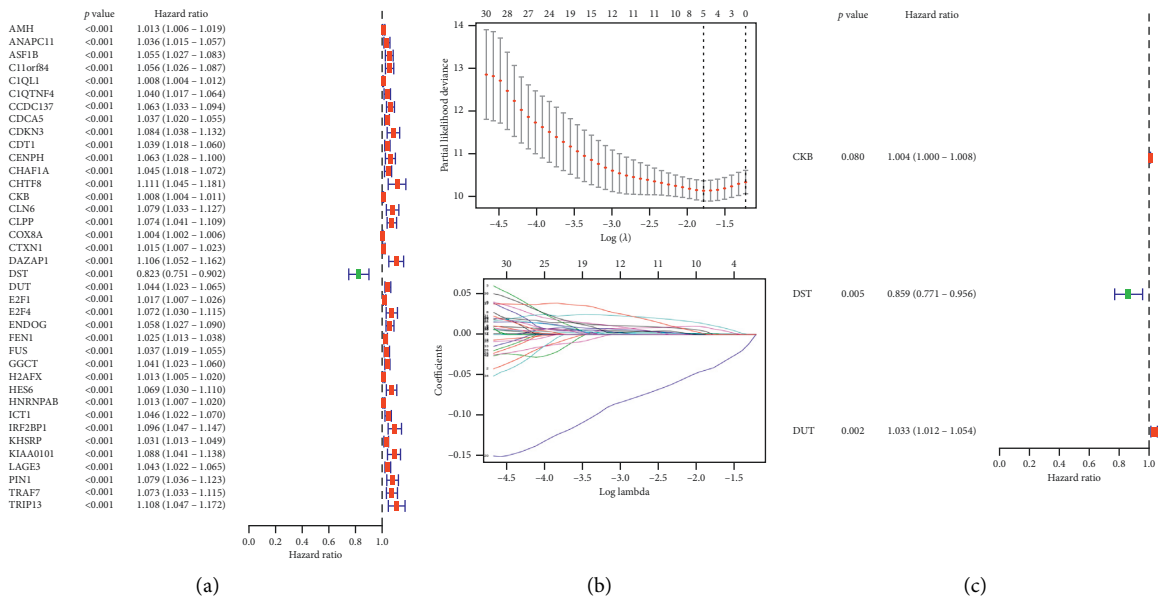 p value Hazard ratio
AMH <0.001 1.013 (1.006 – 1.019)
ANAPC11 <0.001 1.036 (1.015 – 1.057)
ASF1B <0.001 1.055 (1.027 – 1.083)
C11orf84 <0.001 1.056 (1.026 – 1.087)
C1QL1 <0.001 1.008 (1.004 – 1.012)
C1QTNF4 <0.001 1.040 (1.017 – 1.064)
CCDC137 <0.001 1.063 (1.033 – 1.094)
CDCA5 <0.001 1.037 (1.020 – 1.055)
CDKN3 <0.001 1.084 (1.038 – 1.132)
CDT1 <0.001 1.039 (1.018 – 1.060)
CENPH <0.001 1.063 (1.028 – 1.100)
CHAF1A <0.001 1.045 (1.018 – 1.072)
CHTF8 <0.001 1.111 (1.045 – 1.181)
CKB <0.001 1.008 (1.004 – 1.011)
CLN6 <0.001 1.079 (1.033 – 1.127)
CLPP <0.001 1.074 (1.041 – 1.109)
COX8A <0.001 1.004 (1.002 – 1.006)
CTXN1 <0.001 1.015 (1.007 – 1.023)
DAZAP1 <0.001 1.106 (1.052 – 1.162)
DST <0.001 0.823 (0.751 – 0.902)
DUT <0.001 1.044 (1.023 – 1.065)
E2F1 <0.001 1.017 (1.007 – 1.026)
E2F4 <0.001 1.072 (1.030 – 1.115)
ENDOG <0.001 1.058 (1.027 – 1.090)
FEN1 <0.001 1.025 (1.013 – 1.038)
FUS <0.001 1.037 (1.019 – 1.055)
GGCT <0.001 1.041 (1.023 – 1.060)
H2AFX <0.001 1.013 (1.005 – 1.020)
HES6 <0.001 1.069 (1.030 – 1.110)
HNRNPAB <0.001 1.013 (1.007 – 1.020)
ICT1 <0.001 1.046 (1.022 – 1.070)
IRF2BP1 <0.001 1.096 (1.047 – 1.147)
KHSRP <0.001 1.031 (1.013 – 1.049)
KIAA0101 <0.001 1.088 (1.041 – 1.138)
LAGE3 <0.001 1.043 (1.022 – 1.065)
PIN1 <0.001 1.079 (1.036 – 1.123)
TRAF7 <0.001 1.073 (1.033 – 1.115)
TRIP13 <0.001 1.108 (1.047 – 1.172)
0.0 0.2 0.4 0.6 0.8 1.0
Hazard ratio
(a)
30 28 27 24 19 15 12 11 11 10 8 5 4 3 0
14
13
12
11
10
Partial likelihood deviance
−4.5 −4.0 −3.5 −3.0 −2.5 −2.0 −1.5
Log (λ)
30 25 19 12 11 10 4
0.05
0.00
−0.05
−0.10
−0.15
Coefficients
−4.5 −4.0 −3.5 −3.0 −2.5 −2.0 −1.5
Log lambda
(b)
p value Hazard ratio
CKB 0.080 1.004 (1.000 – 1.008)
DST 0.005 0.859 (0.771 – 0.956)
DUT 0.002 1.033 (1.012 – 1.054)
0.0 0.2 0.4 0.6 0.8 1.0
Hazard ratio
(c)